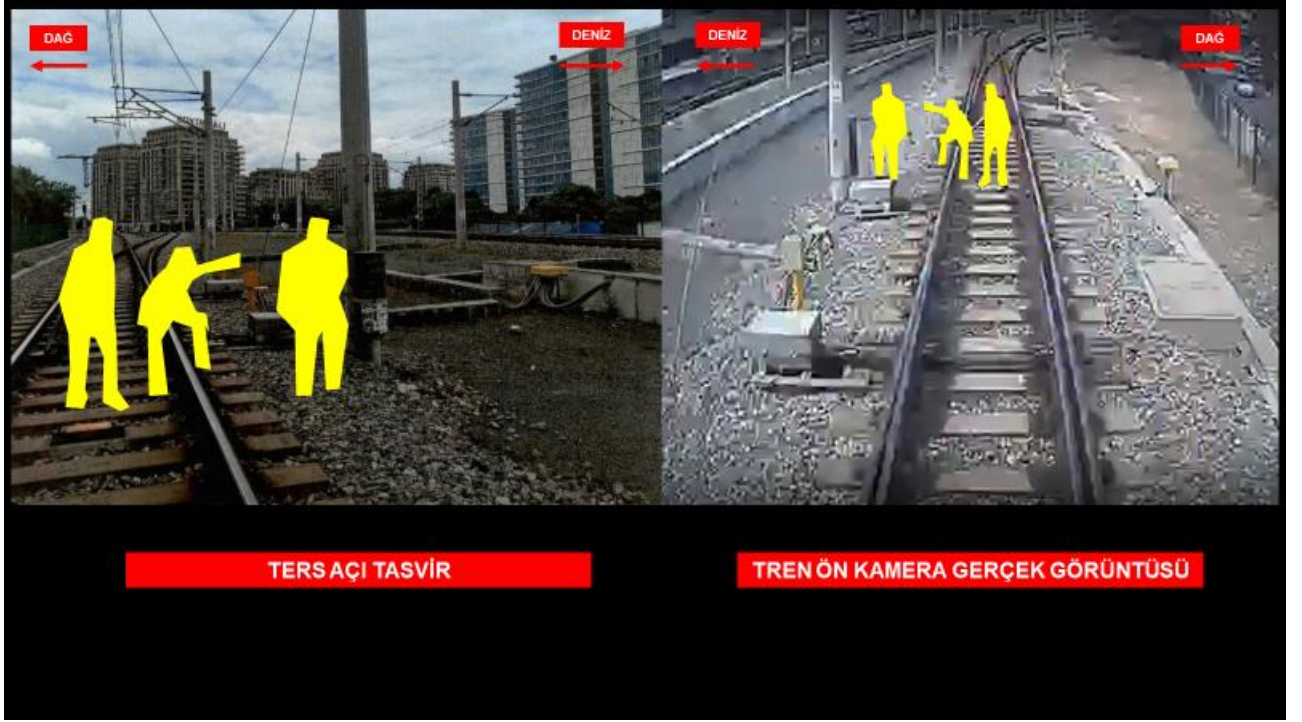 DAĞ
DENİZ
DENİZ
DAĞ
TERS AÇI TASVİR
TREN ÖN KAMERA GERÇEK GÖRÜNTÜSÜ